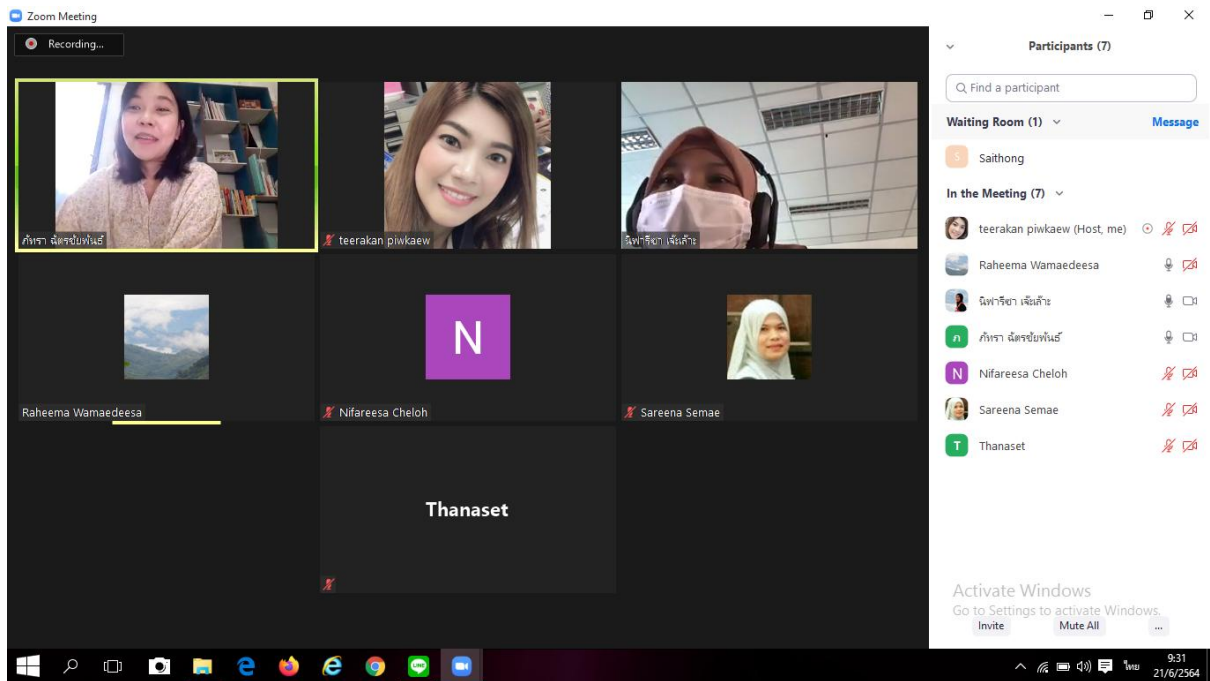 Zoom Meeting
Recording...
ภัทรา ฉัตรชัยพันธ์
teerakan piwkaew
นิฟารีซา เจ๊ะล๊ะ
Raheema Wamaedeesa
N
Nifareesa Cheloh
Sareena Semae
Thanaset
Participants (7)
Find a participant
Waiting Room (1)
Message
S
Saithong
In the Meeting (7)
teerakan piwkaew (Host, me)
Raheema Wamaedeesa
นิฟารีซา เจ๊ะล๊ะ
ภ
ภัทรา ฉัตรชัยพันธ์
N
Nifareesa Cheloh
Sareena Semae
T
Thanaset
Activate Windows
Go to Settings to activate Windows.
Invite
Mute All
...
LINE
ไทย
9:31
21/6/2564